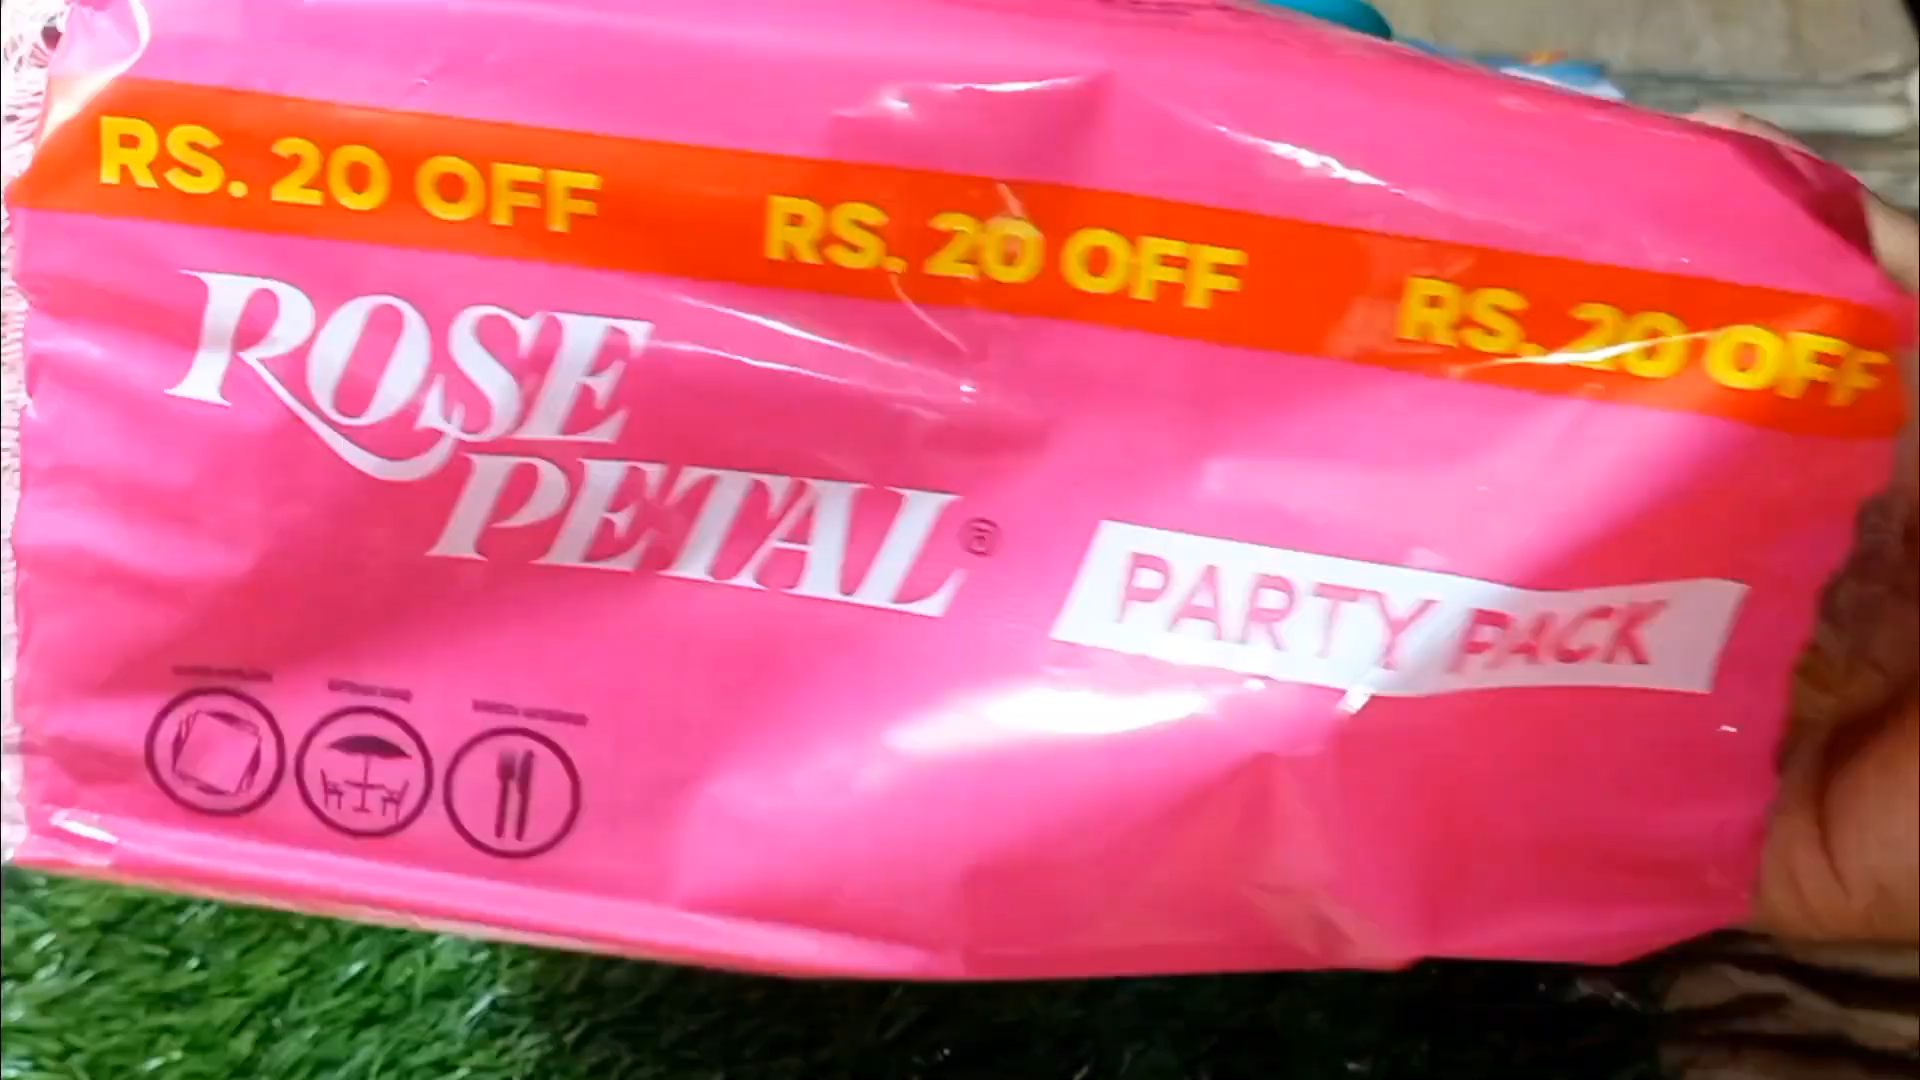 RS. 20 OFF RS. 20 OFF RS. 20 OFF
ROSE
PETAL®
PARTY PACK